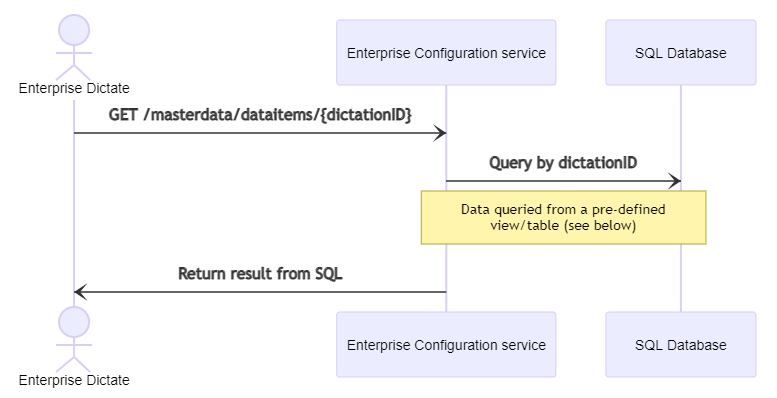 Enterprise Configuration service
SQL Database
Enterprise Dictate
GET /masterdata/dataitems/{dictationID}
Query by dictationID
Data queried from a pre-defined
view/table (see below)
Return result from SQL
Enterprise Configuration service
SQL Database
Enterprise Dictate